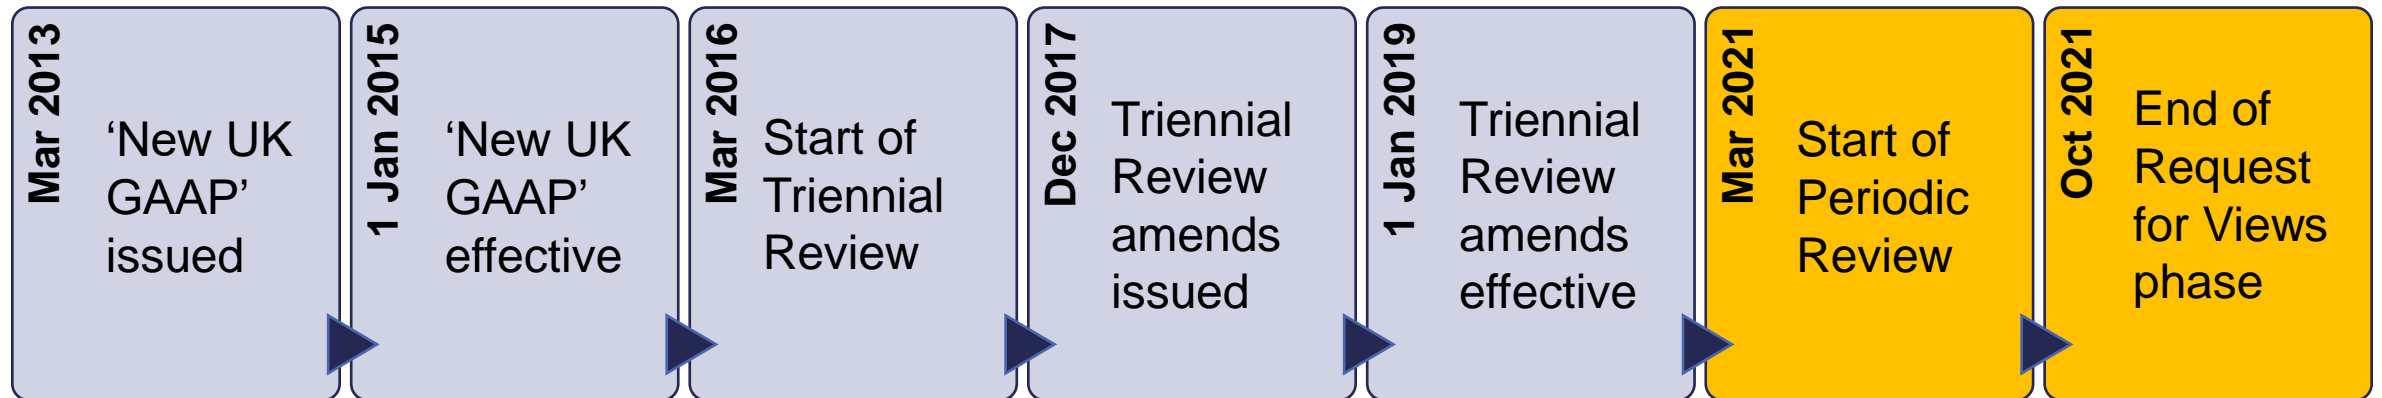 Mar 2013
‘New UK
GAAP’
issued
1 Jan 2015
‘New UK
GAAP’
effective
Mar 2016
Start of
Triennial
Review
Dec 2017
Triennial
Review
amends
issued
1 Jan 2019
Triennial
Review
amends
effective
Mar 2021
Start of
Periodic
Review
Oct 2021
End of
Request
for Views
phase